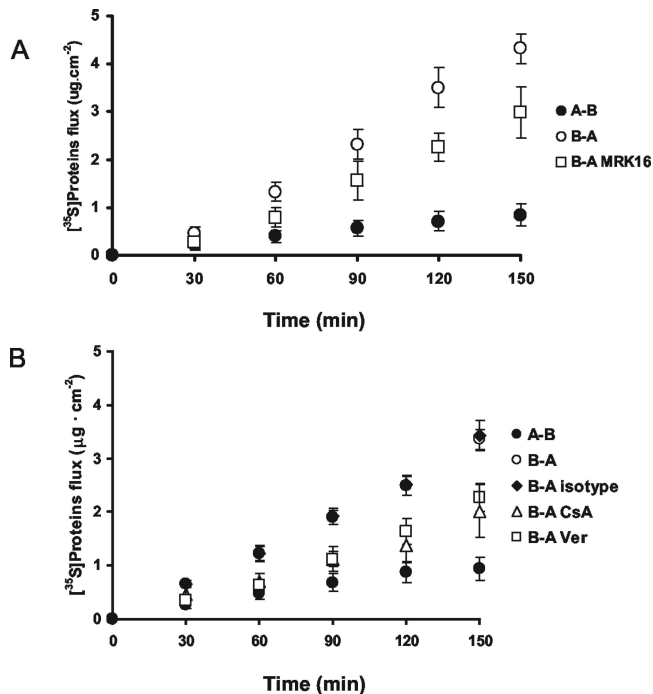 A
[³⁵S]Proteins flux (ug.cm⁻²)
5
4
3
2
1
0
0 30 60 90 120 150
Time (min)
A-B
B-A
B-A MRK16
B
[³⁵S]Proteins flux (μg · cm⁻²)
5
4
3
2
1
0
0 30 60 90 120 150
Time (min)
A-B
B-A
B-A isotype
B-A CsA
B-A Ver